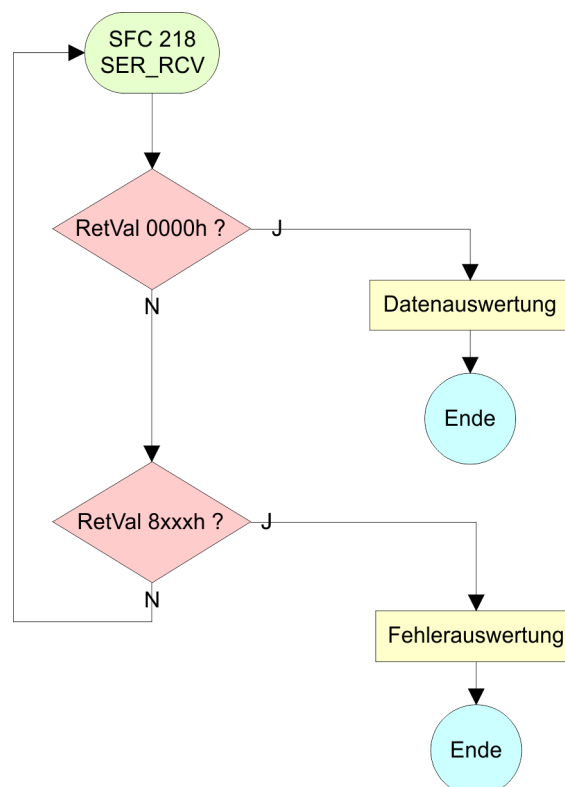 SFC 218
SER_RCV
RetVal 0000h ?
J
N
Datenauswertung
Ende
RetVal 8xxxh ?
J
N
Fehlerauswertung
Ende